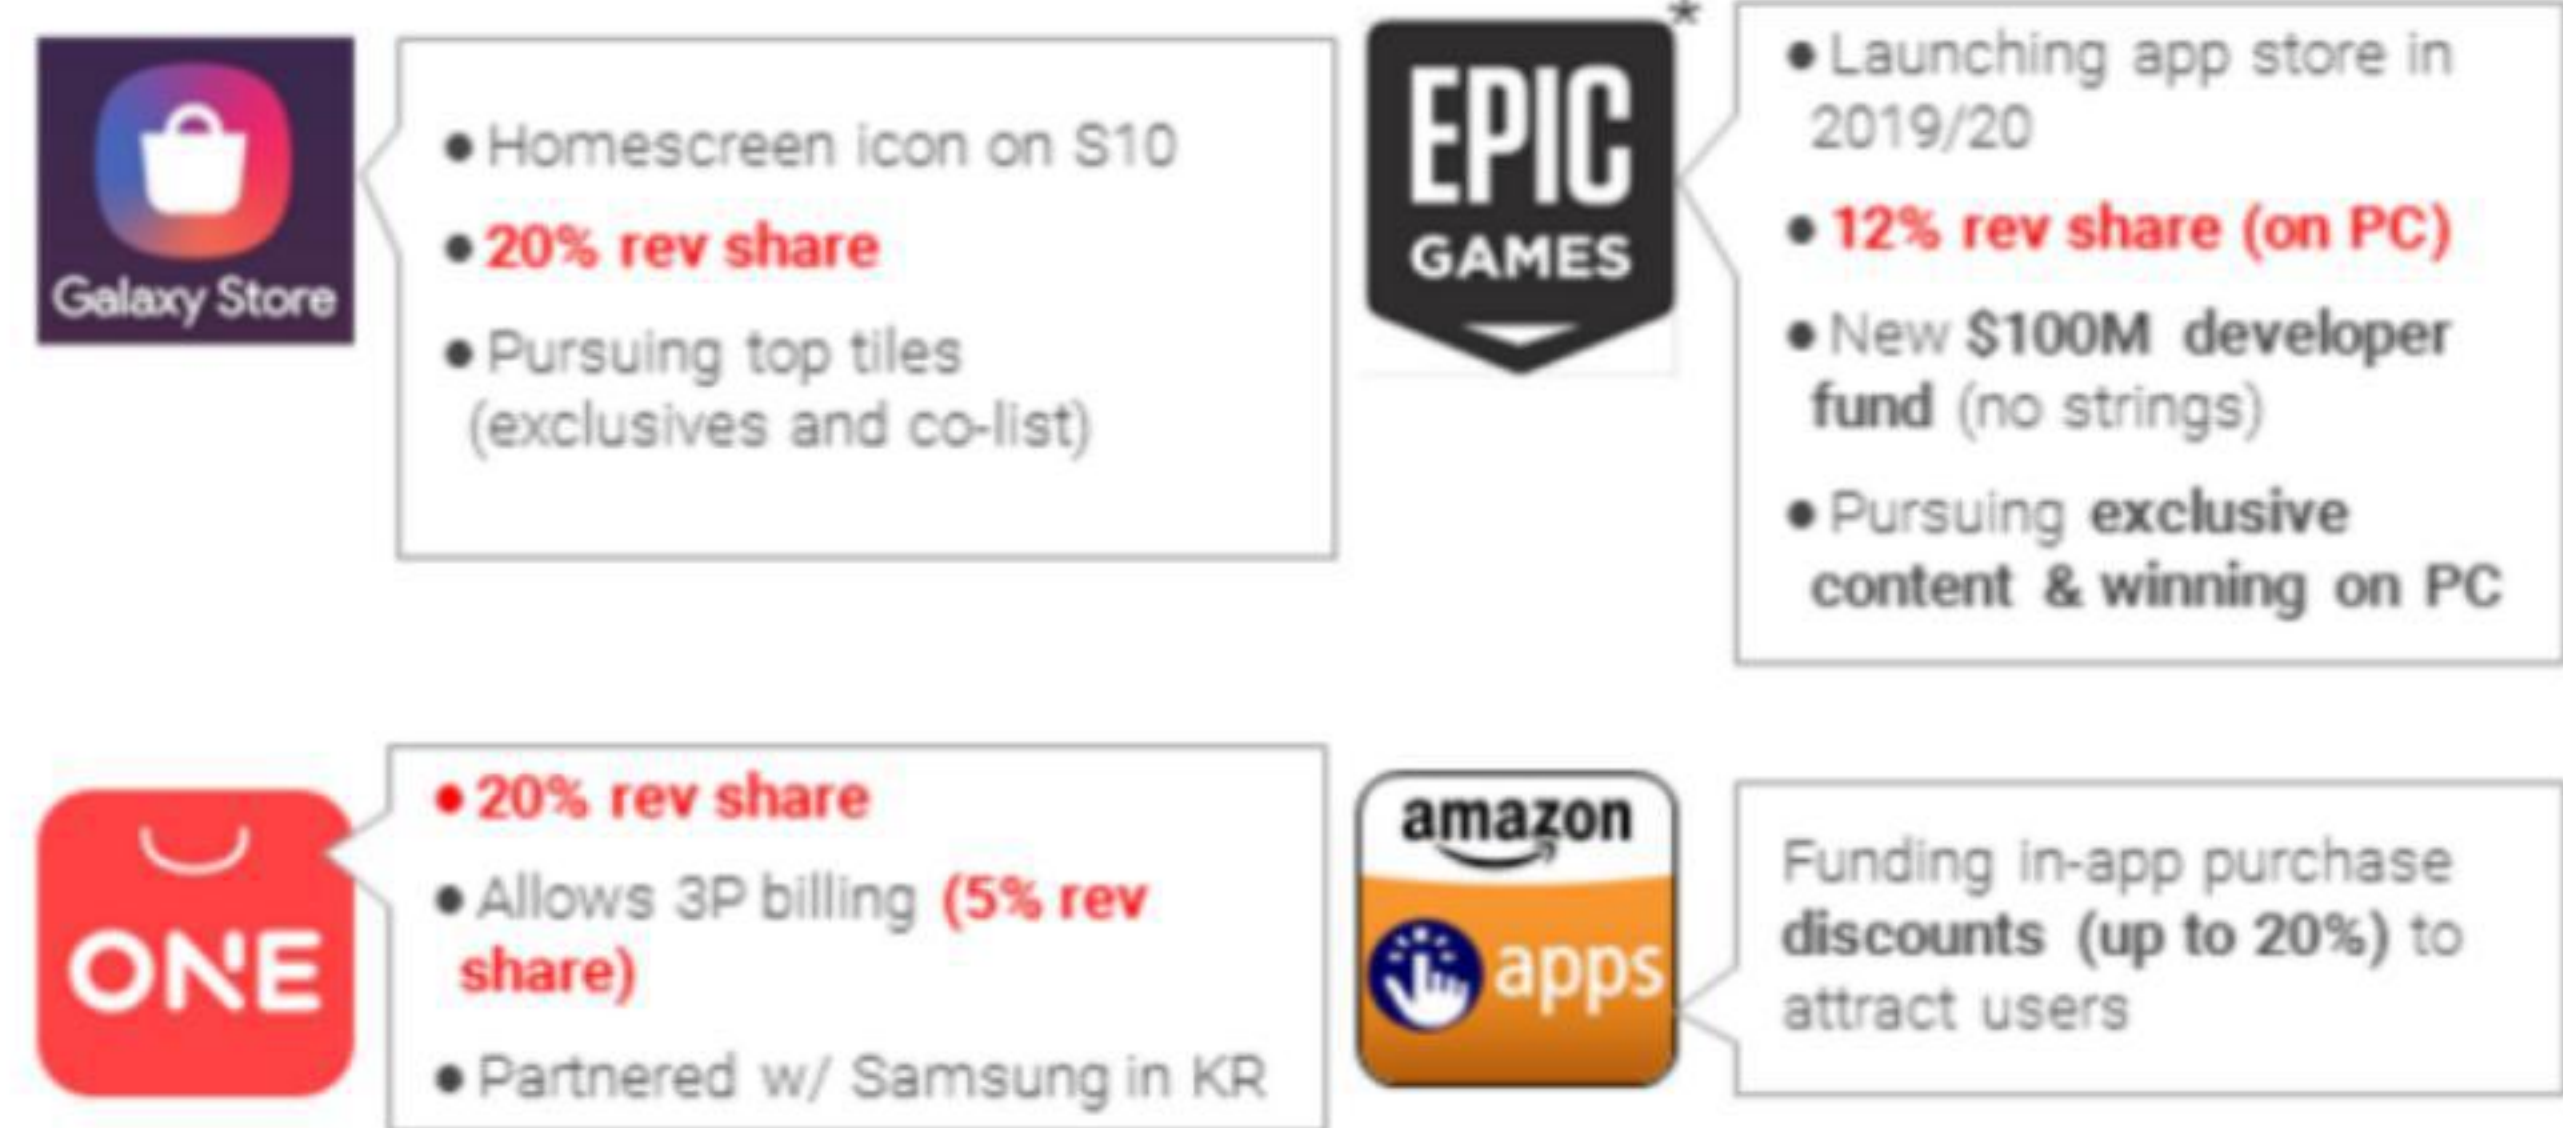 Galaxy Store
● Homescreen icon on S10
● 20% rev share
● Pursuing top tiles
(exclusives and co-list)
EPIC
GAMES
*
● Launching app store in
2019/20
● 12% rev share (on PC)
● New $100M developer
fund (no strings)
● Pursuing exclusive
content & winning on PC
ONE
● 20% rev share
● Allows 3P billing (5% rev
share)
● Partnered w/ Samsung in KR
amazon
apps
Funding in-app purchase
discounts (up to 20%) to
attract users